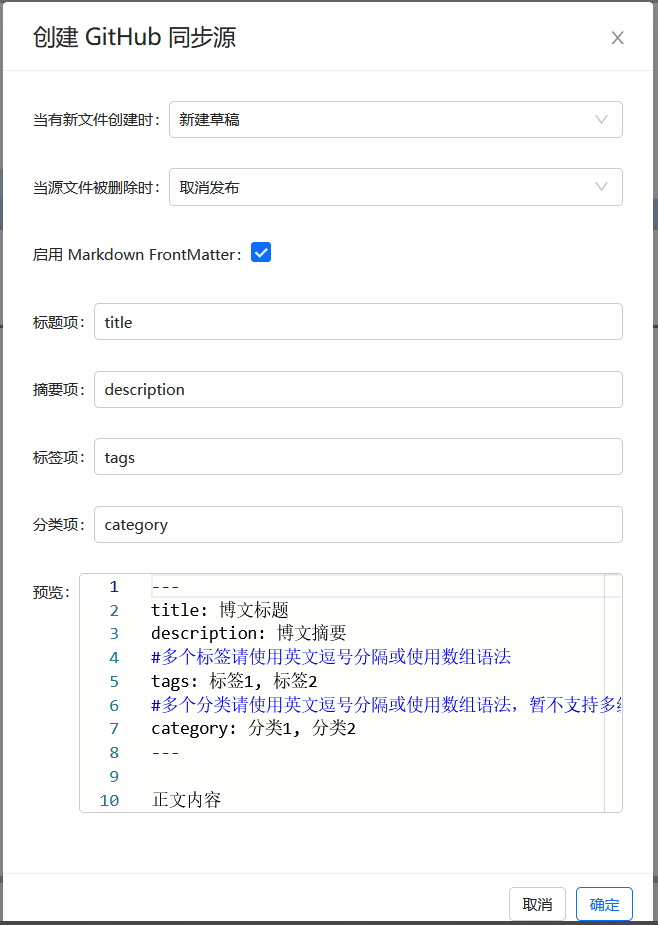 创建 GitHub 同步源
当有新文件创建时： 新建草稿
当源文件被删除时： 取消发布
启用 Markdown FrontMatter：
标题项： title
摘要项： description
标签项： tags
分类项： category
预览：
1 ---
2 title: 博文标题
3 description: 博文摘要
4 #多个标签请使用英文逗号分隔或使用数组语法
5 tags: 标签1, 标签2
6 #多个分类请使用英文逗号分隔或使用数组语法，暂不支持多
7 category: 分类1, 分类2
8 ---
9
10 正文内容
取消 确定